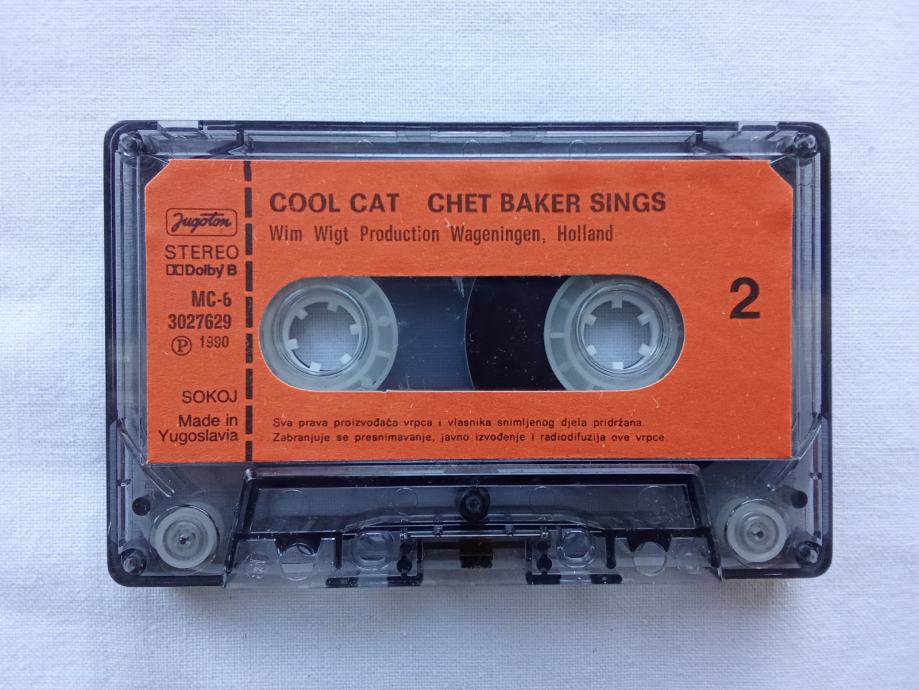 Jugoton
STEREO
DOLBY B
MC-6
3027629
Ⓟ 1990
SOKOJ
Made in
Yugoslavia
COOL CAT CHET BAKER SINGS
Wim Wigt Production Wageningen, Holland
2
Sva prava proizvođača vrpca i vlasnika snimljenog djela pridržana.
Zabranjuje se presnimavanje, javno izvođenje i radiodifuzija ove vrpce